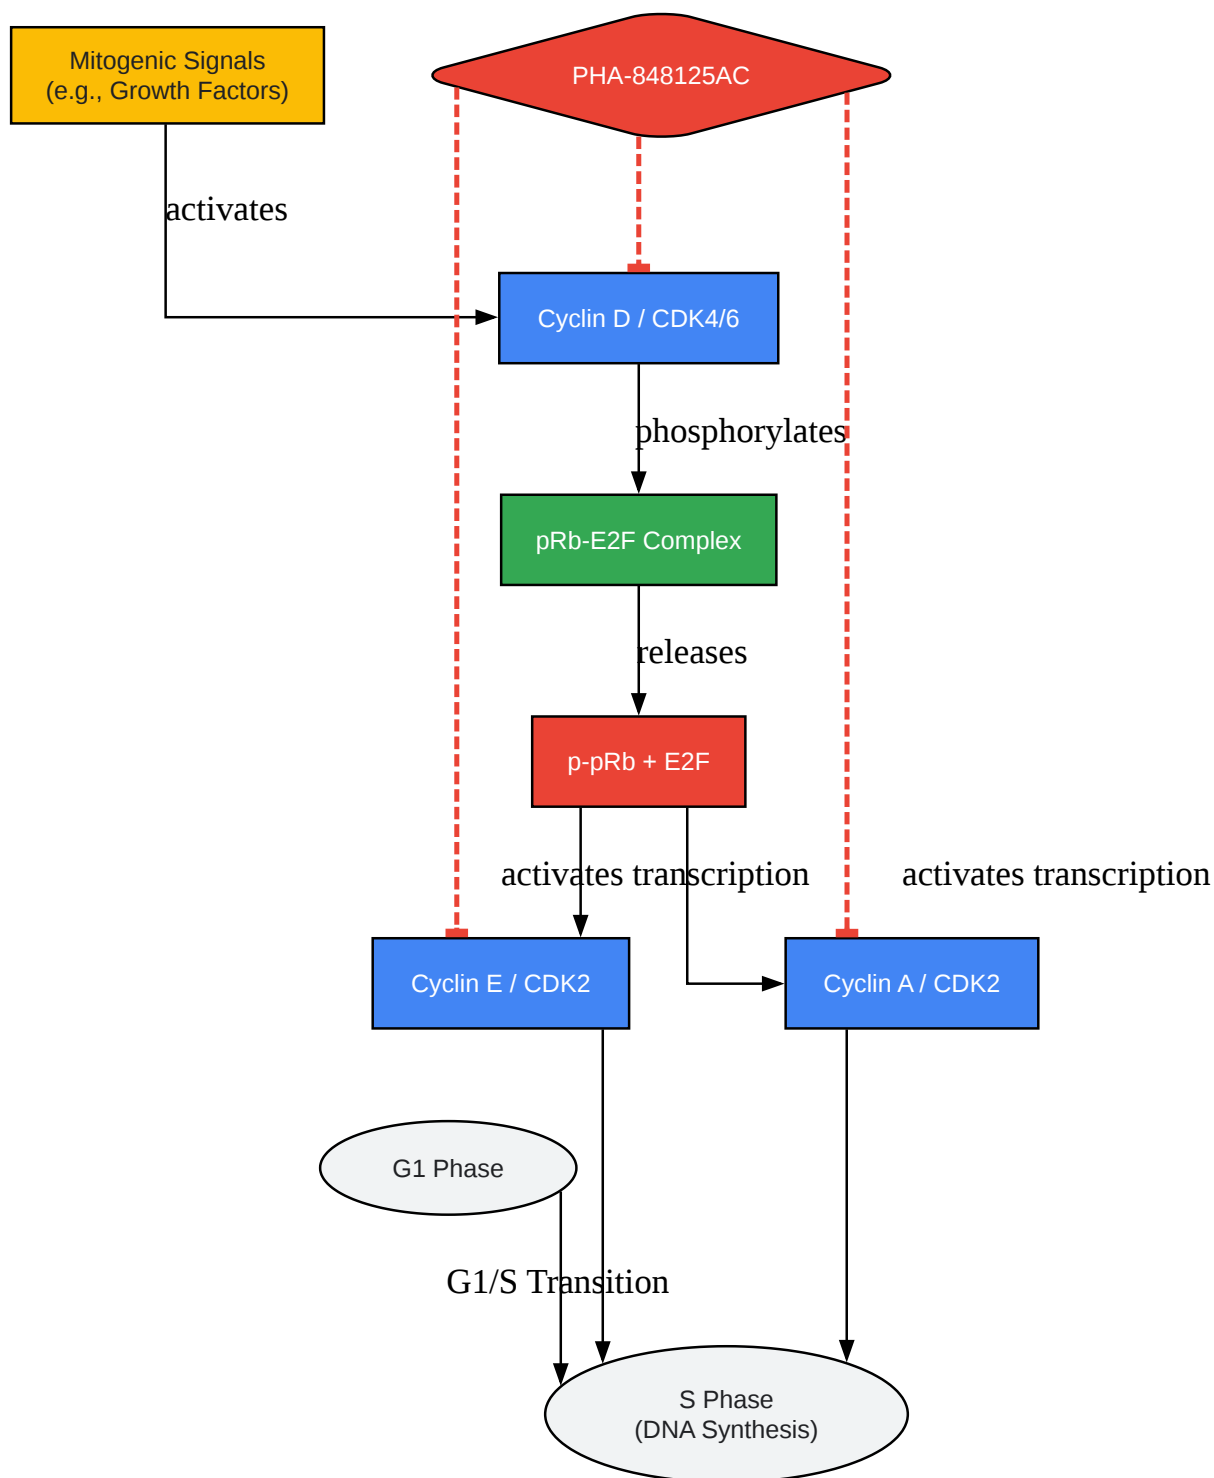 Mitogenic Signals
(e.g., Growth Factors)
PHA-848125AC
activates
Cyclin D / CDK4/6
phosphorylates
pRb-E2F Complex
releases
p-pRb + E2F
activates transcription
activates transcription
Cyclin E / CDK2
Cyclin A / CDK2
G1 Phase
G1/S Transition
S Phase
(DNA Synthesis)